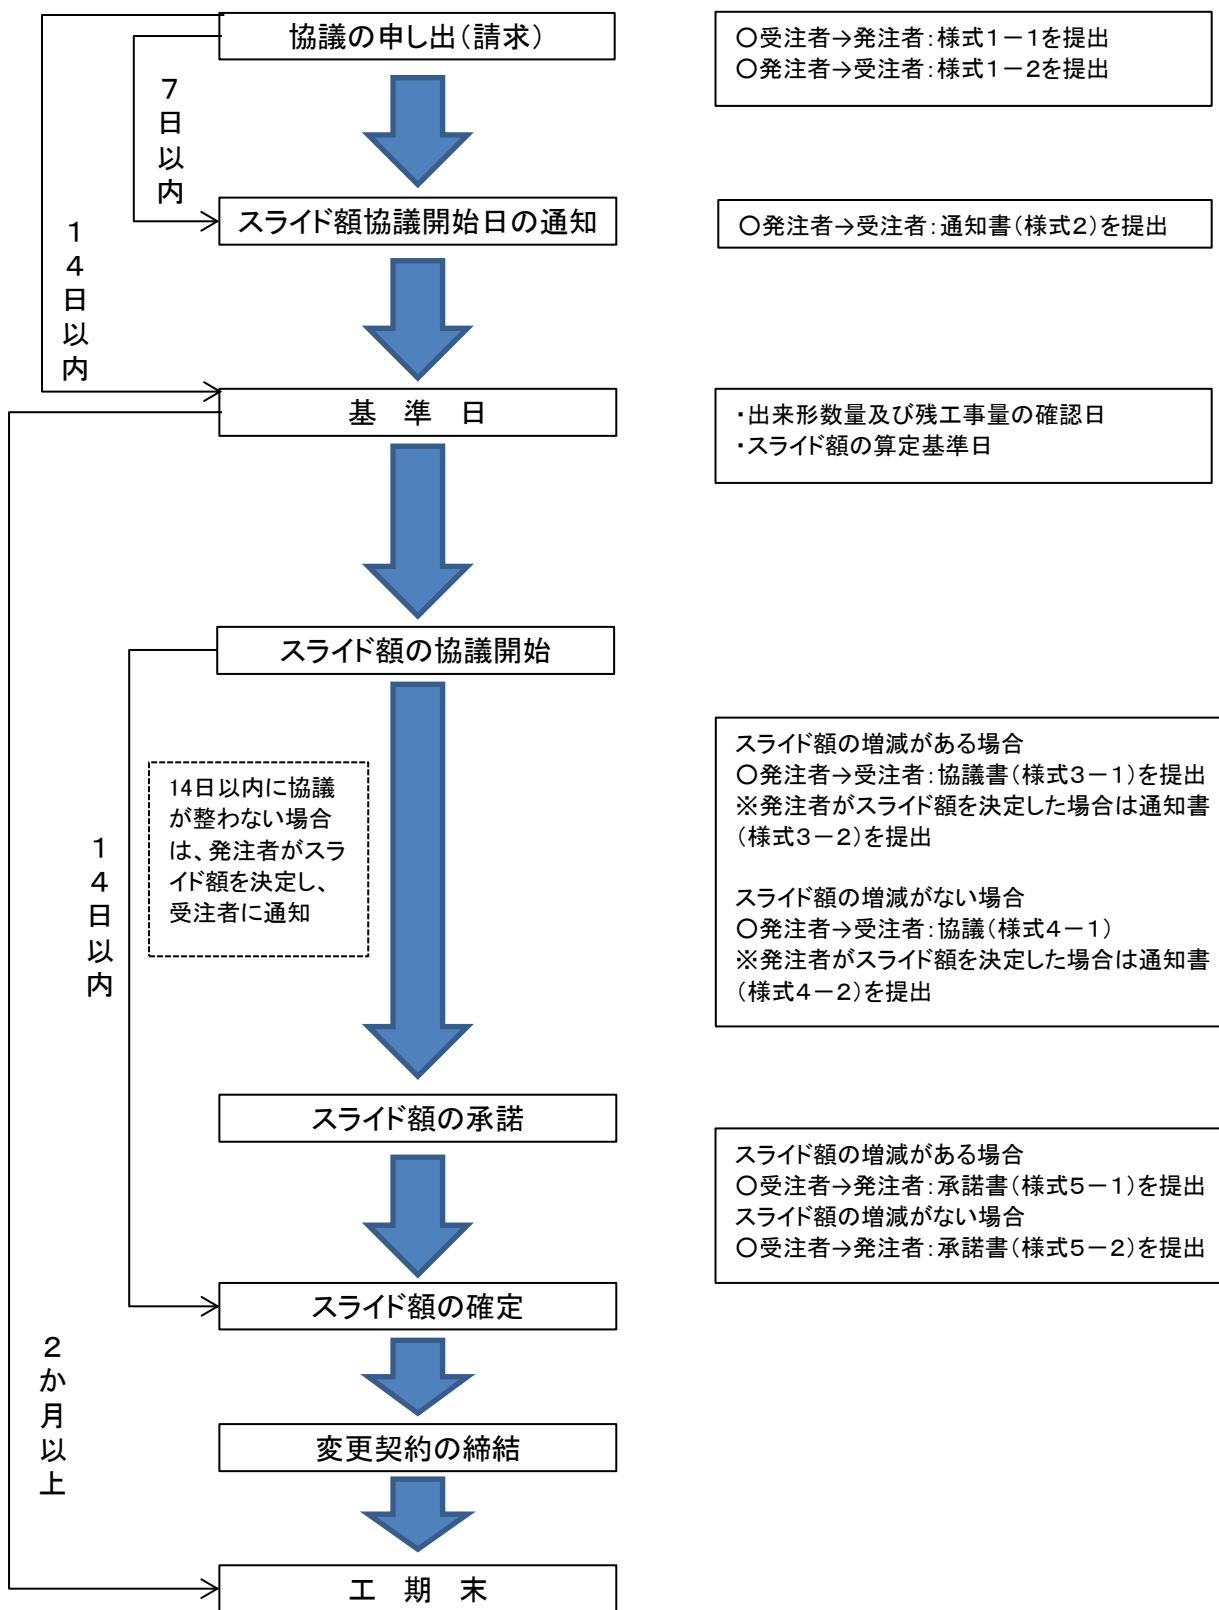 協議の申し出（請求）
○受注者→発注者：様式１－１を提出
○発注者→受注者：様式１－２を提出
７日以内
スライド額協議開始日の通知
○発注者→受注者：通知書（様式２）を提出
１４日以内
基　準　日
・出来形数量及び残工事量の確認日
・スライド額の算定基準日
スライド額の協議開始
14日以内に協議
が整わない場合
は、発注者がスラ
イド額を決定し、
受注者に通知
１４日以内
スライド額の増減がある場合
○発注者→受注者：協議書（様式３－１）を提出
※発注者がスライド額を決定した場合は通知書
（様式３－２）を提出
スライド額の増減がない場合
○発注者→受注者：協議（様式４－１）
※発注者がスライド額を決定した場合は通知書
（様式４－２）を提出
スライド額の承諾
スライド額の増減がある場合
○受注者→発注者：承諾書（様式５－１）を提出
スライド額の増減がない場合
○受注者→発注者：承諾書（様式５－２）を提出
スライド額の確定
２か月以上
変更契約の締結
工　期　末